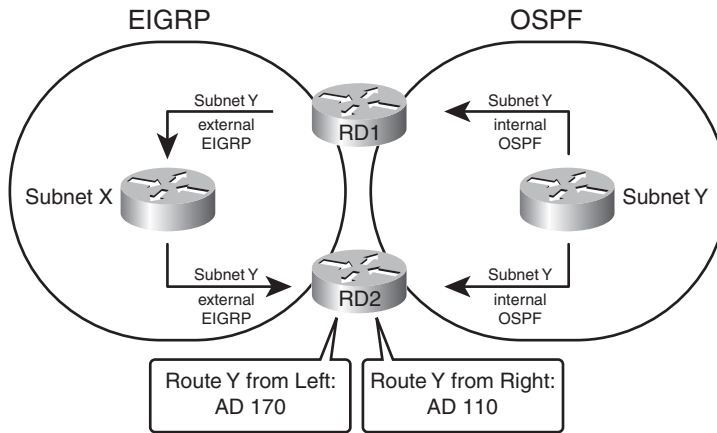 EIGRP
OSPF
Subnet Y
external
EIGRP
RD1
Subnet Y
internal
OSPF
Subnet X
Subnet Y
Subnet Y
external
EIGRP
RD2
Subnet Y
internal
OSPF
Route Y from Left:
AD 170
Route Y from Right:
AD 110